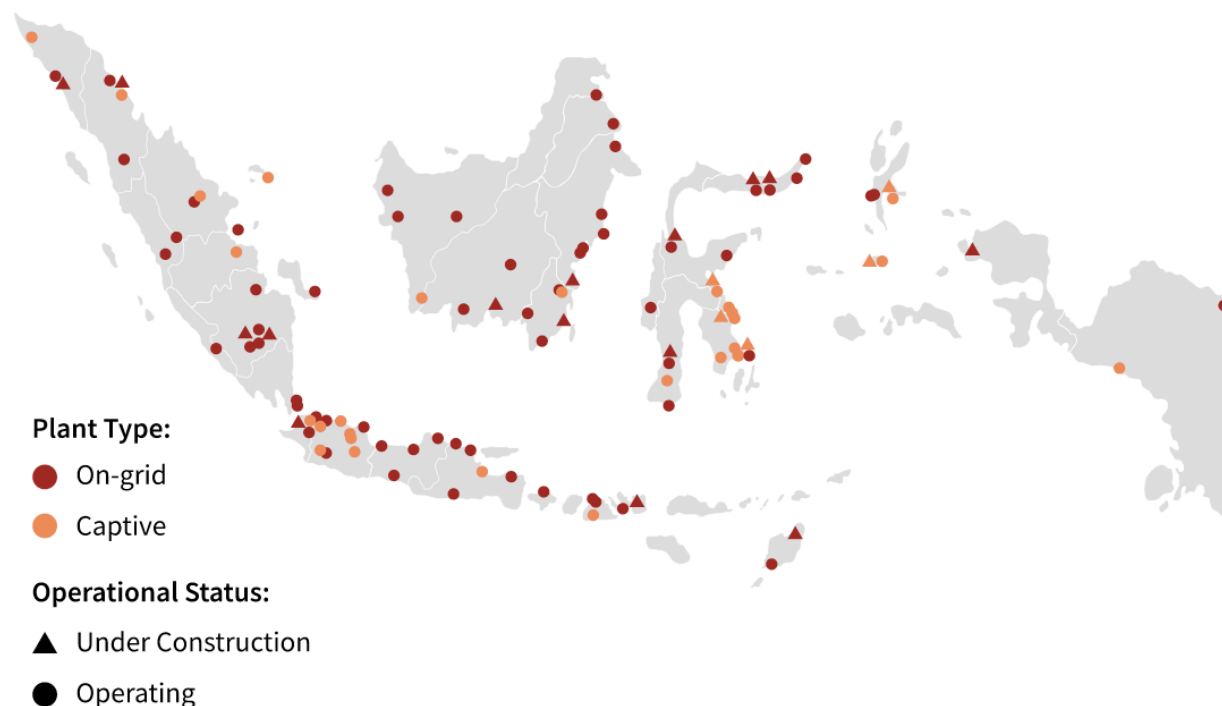 Plant Type:
On-grid
Captive
Operational Status:
Under Construction
Operating